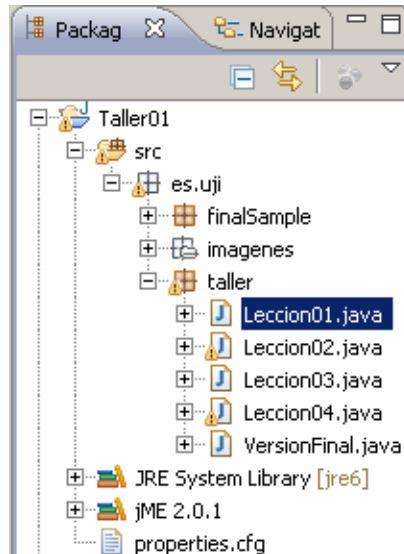 Packag Navigat
Taller01
src
es.uji
finalSample
imagenes
taller
Leccion01.java
Leccion02.java
Leccion03.java
Leccion04.java
VersionFinal.java
JRE System Library [jre6]
jME 2.0.1
properties.cfg